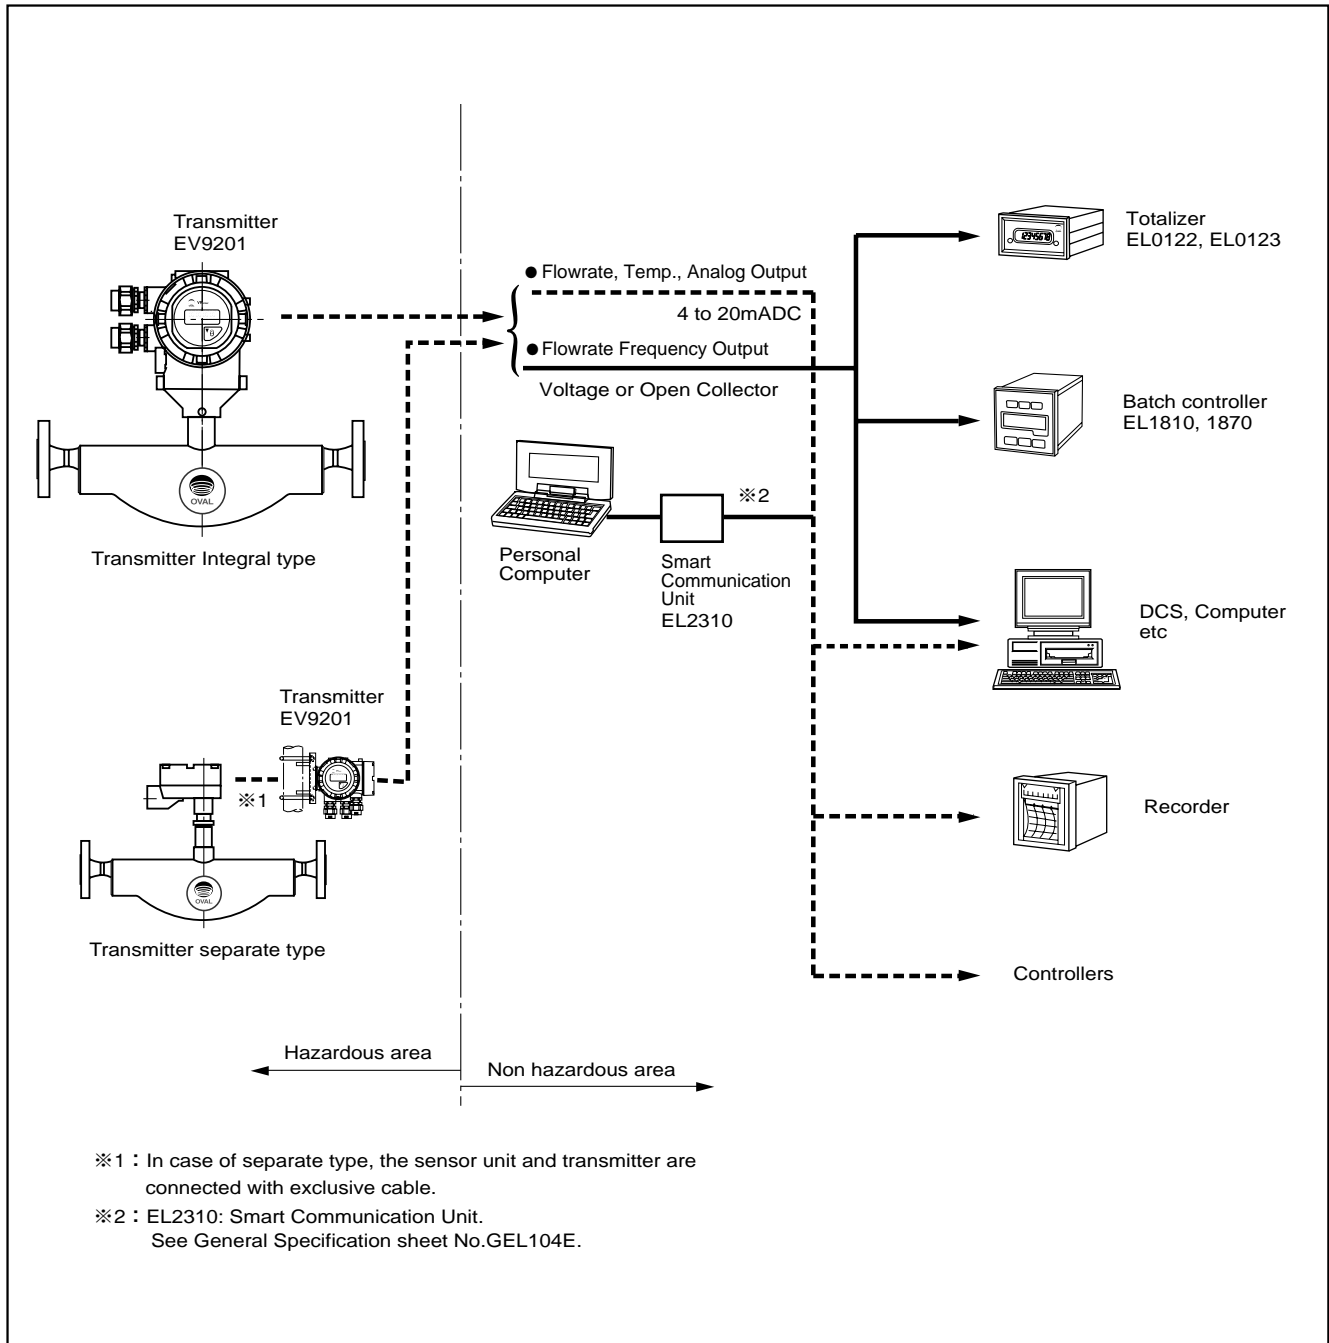 Transmitter
EV9201
OVAL
Transmitter Integral type
● Flowrate, Temp., Analog Output
4 to 20mADC
● Flowrate Frequency Output
Voltage or Open Collector
Totalizer
EL0122, EL0123
12345678
Batch controller
EL1810, 1870
※2
Personal
Computer
Smart
Communication
Unit
EL2310
DCS, Computer
etc
Transmitter
EV9201
※1
OVAL
Transmitter separate type
Recorder
Controllers
Hazardous area
Non hazardous area
※1 : In case of separate type, the sensor unit and transmitter are
connected with exclusive cable.
※2 : EL2310: Smart Communication Unit.
See General Specification sheet No.GEL104E.